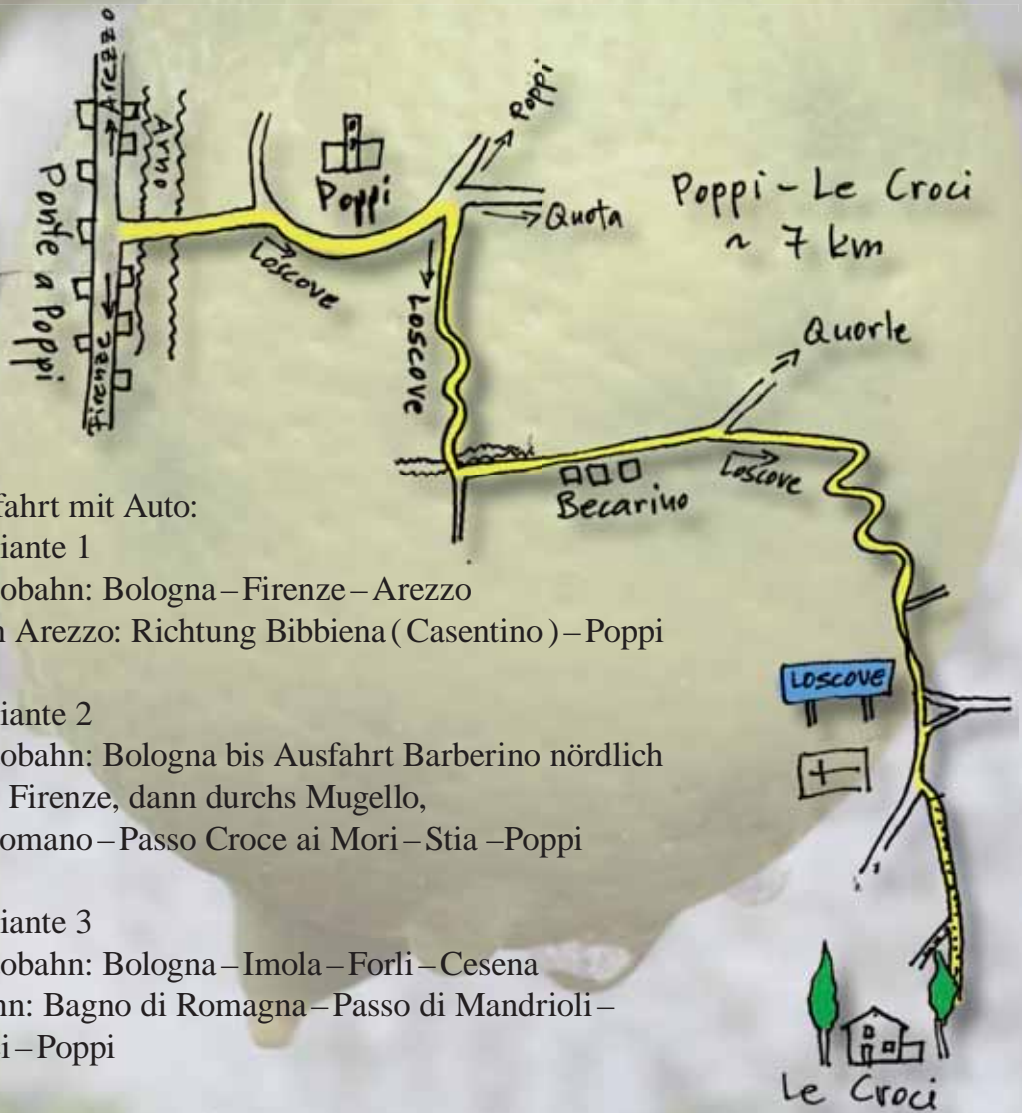 Arezzo
Arno
Ponte a Poppi
Firenze
Poppi
Poppi
Quota
Loscove
Loscove
Poppi - Le Croci
~ 7 km
Quorle
Loscove
Becarino
fahrt mit Auto:
iante 1
obahn: Bologna – Firenze – Arezzo
n Arezzo: Richtung Bibbiena ( Casentino ) – Poppi
iante 2
obahn: Bologna bis Ausfahrt Barberino nördlich
Firenze, dann durchs Mugello,
omano – Passo Croce ai Mori – Stia –Poppi
iante 3
obahn: Bologna – Imola – Forli – Cesena
nn: Bagno di Romagna – Passo di Mandrioli –
i – Poppi
LOSCOVE
Le Croci